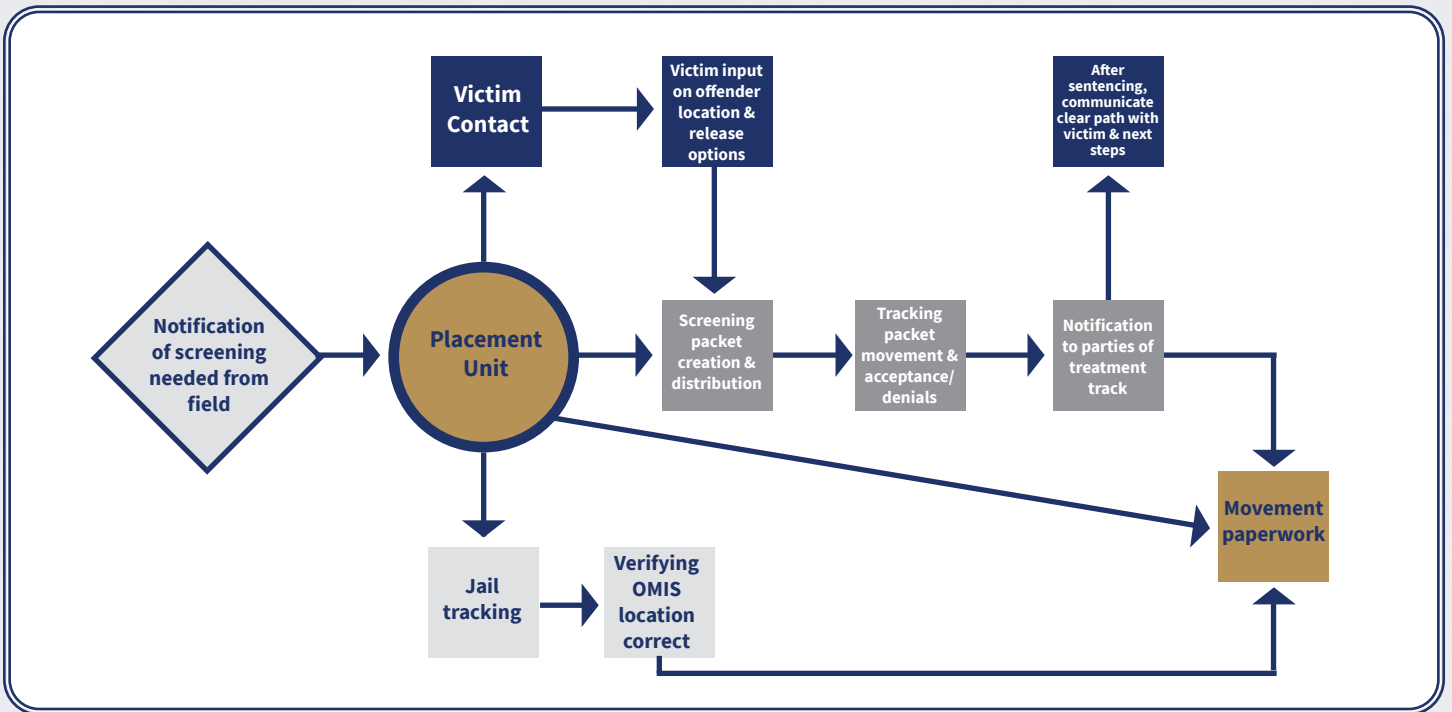 Victim
Contact
Victim input
on offender
location &
release
options
After
sentencing,
communicate
clear path with
victim & next
steps
Notification
of screening
needed from
field
Placement
Unit
Screening
packet
creation &
distribution
Tracking
packet
movement &
acceptance/
denials
Notification
to parties of
treatment
track
Movement
paperwork
Jail
tracking
Verifying
OMIS
location
correct